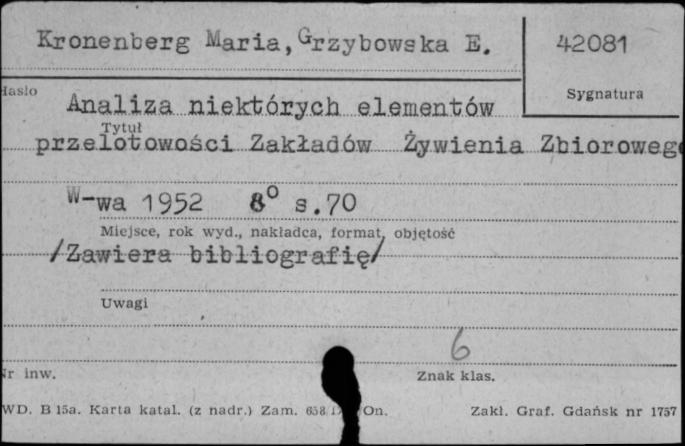 Kronenberg Maria, Grzybowska E.
42081
Sygnatura
Hasło
Analiza niektórych elementów
Tytuł
przelotowości Zakładów Żywienia Zbioroweg
W-wa 1952 8° s.70
Miejsce, rok wyd., nakładca, format, objętość
/Zawiera bibliografię/
Uwagi
6
Nr inw.
Znak klas.
WD. B 15a. Karta katal. (z nadr.) Zam. On.
Zakł. Graf. Gdańsk nr 1757